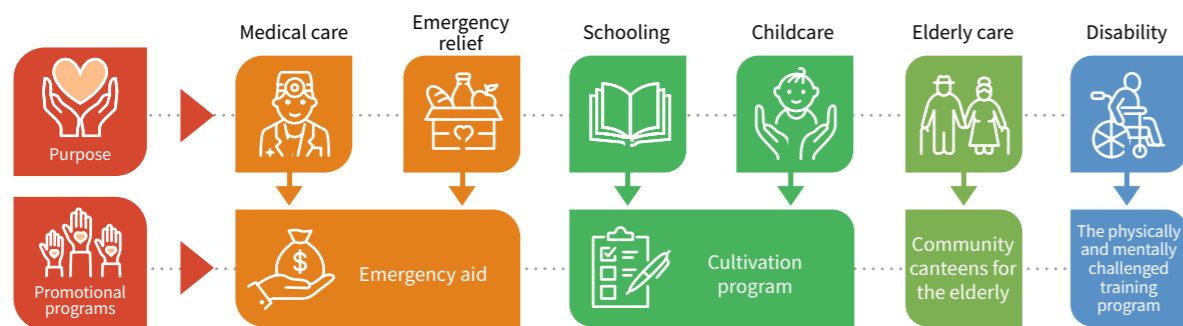 Medical care
Emergency
relief
Schooling
Childcare
Elderly care
Disability
Purpose
Promotional
programs
$
Emergency aid
Cultivation
program
Community
canteens for
the elderly
The physically
and mentally
challenged
training
program